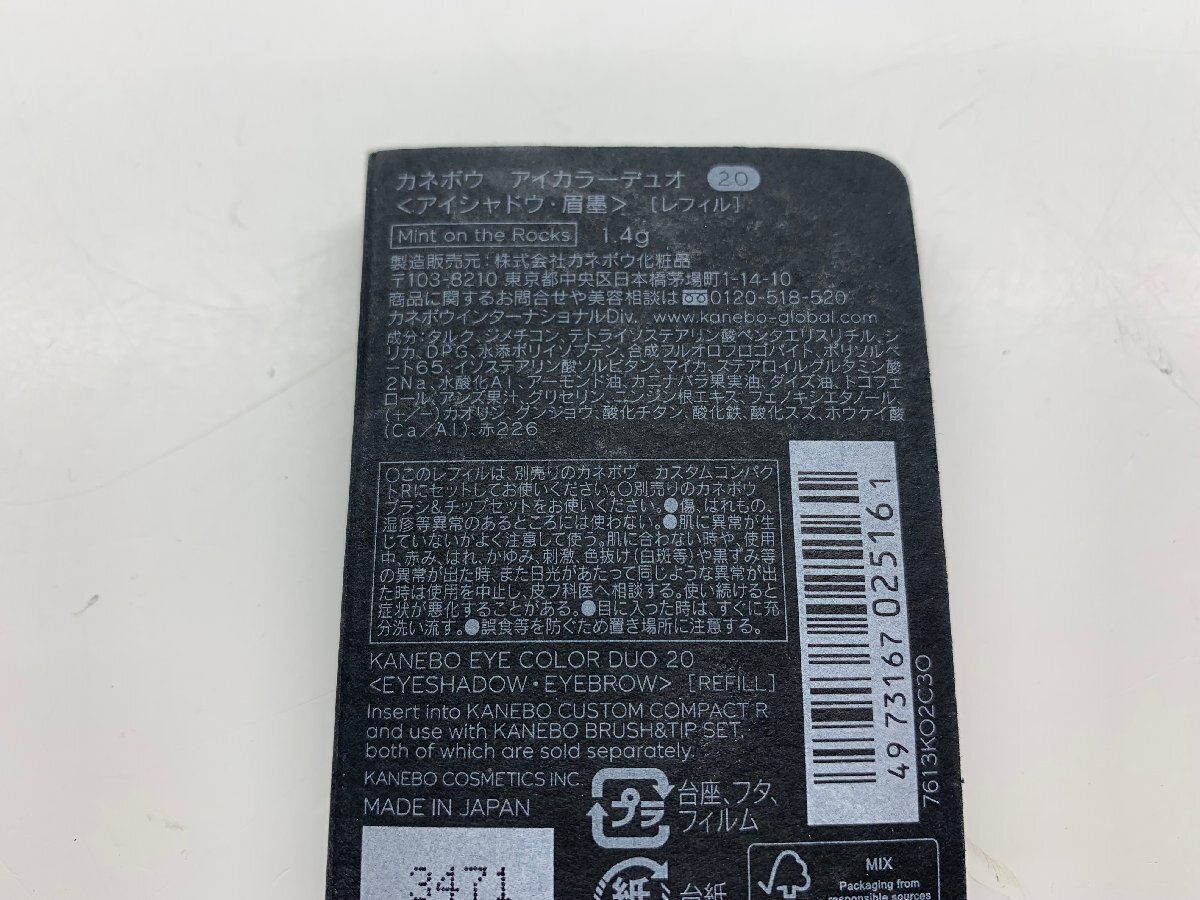 カネボウ アイカラーデュオ 20
<アイシャドウ・眉墨> [レフィル]
Mint on the Rocks 1.4g
製造販売元:株式会社カネボウ化粧品
〒103-8210 東京都中央区日本橋茅場町1-14-10
商品に関するお問合せや美容相談は 0120-518-520
カネボウインターナショナルDiv. www.kanebo-global.com
成分:タルク、ジメチコン、テトライソステアリン酸ペンタエリスリチル、シ
リカ、DPG、水添ポリイソブテン、合成フルオロフロゴパイト、ポリソルベ
ート65、イソステアリン酸ソルビタン、マイカ、ステアロイルグルタミン酸
2Na、水酸化Al、アーモンド油、カニナバラ果実油、ダイズ油、トコフェ
ロール、アンズ果汁、グリセリン、ニンジン根エキス、フェノキシエタノール、
(+/-)カオリン、グンジョウ、酸化チタン、酸化鉄、酸化スズ、ホウケイ酸
(Ca/Al)、赤226
○このレフィルは、別売りのカネボウ カスタムコンパク
トRにセットしてお使いください。○別売りのカネボウ
ブラシ&チップセットをお使いください。●傷、はれもの、
湿疹等異常のあるところには使わない。●肌に異常が生
じていないかよく注意して使う。肌に合わない時や、使用
中、赤み、はれ、かゆみ、刺激、色抜け(白斑等)や黒ずみ等
の異常が出た時、また日光があたって同じような異常が出
た時は使用を中止し、皮フ科医へ相談する。使い続けると
症状が悪化することがある。●目に入った時は、すぐに充
分洗い流す。●誤食等を防ぐため置き場所に注意する。
KANEBO EYE COLOR DUO 20
<EYESHADOW・EYEBROW> [REFILL]
Insert into KANEBO CUSTOM COMPACT R
and use with KANEBO BRUSH&TIP SET,
both of which are sold separately.
KANEBO COSMETICS INC.
MADE IN JAPAN
3471
プラ
台座、フタ、
フィルム
紙
台紙
49 73167 025161
7613KO2C3O
MIX
Packaging from
responsible sources